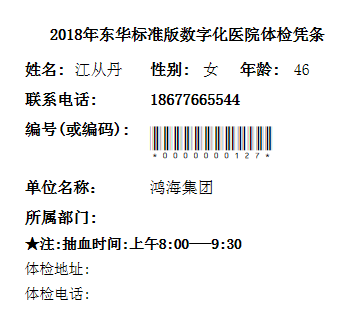 2018年东华标准版数字化医院体检凭条
姓名: 江从丹 性别: 女 年龄: 46
联系电话: 18677665544
编号(或编码):
*0000000127*
单位名称: 鸿海集团
所属部门:
★注:抽血时间:上午8:00——9:30
体检地址:
体检电话: